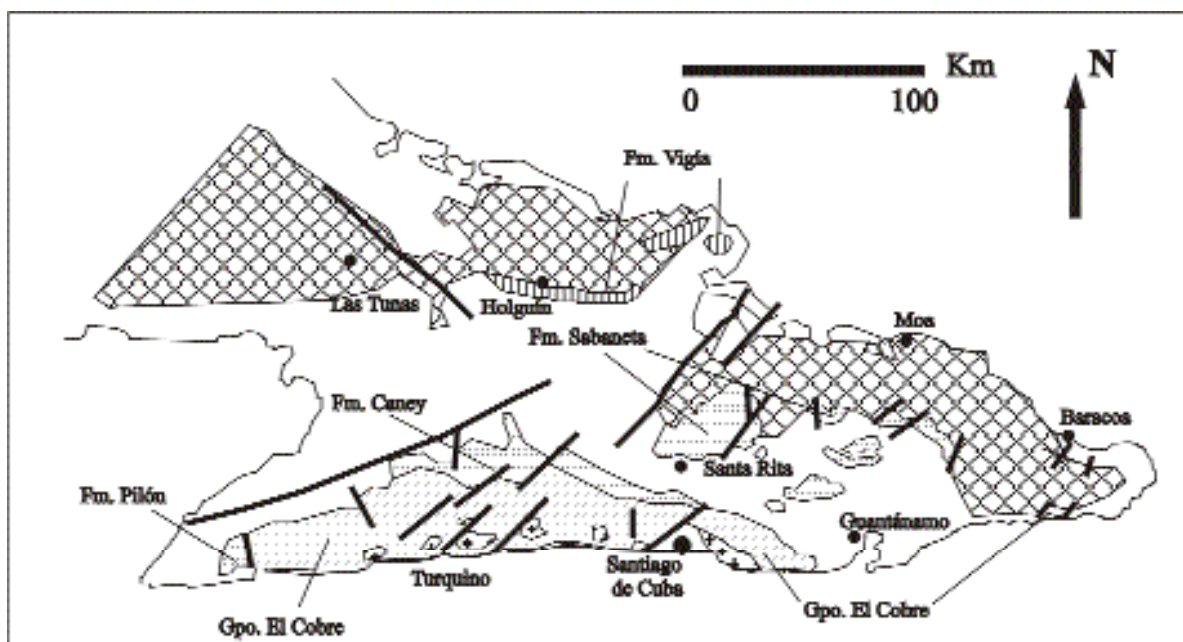 Km
N
0
100
Fm. Vigía
Las Tunas
Holguín
Fm. Sabaneta
Moa
Fm. Caney
Baracoa
Santa Rita
Fm. Pilón
Guantánamo
Turquino
Santiago
de Cuba
Gpo. El Cobre
Gpo. El Cobre